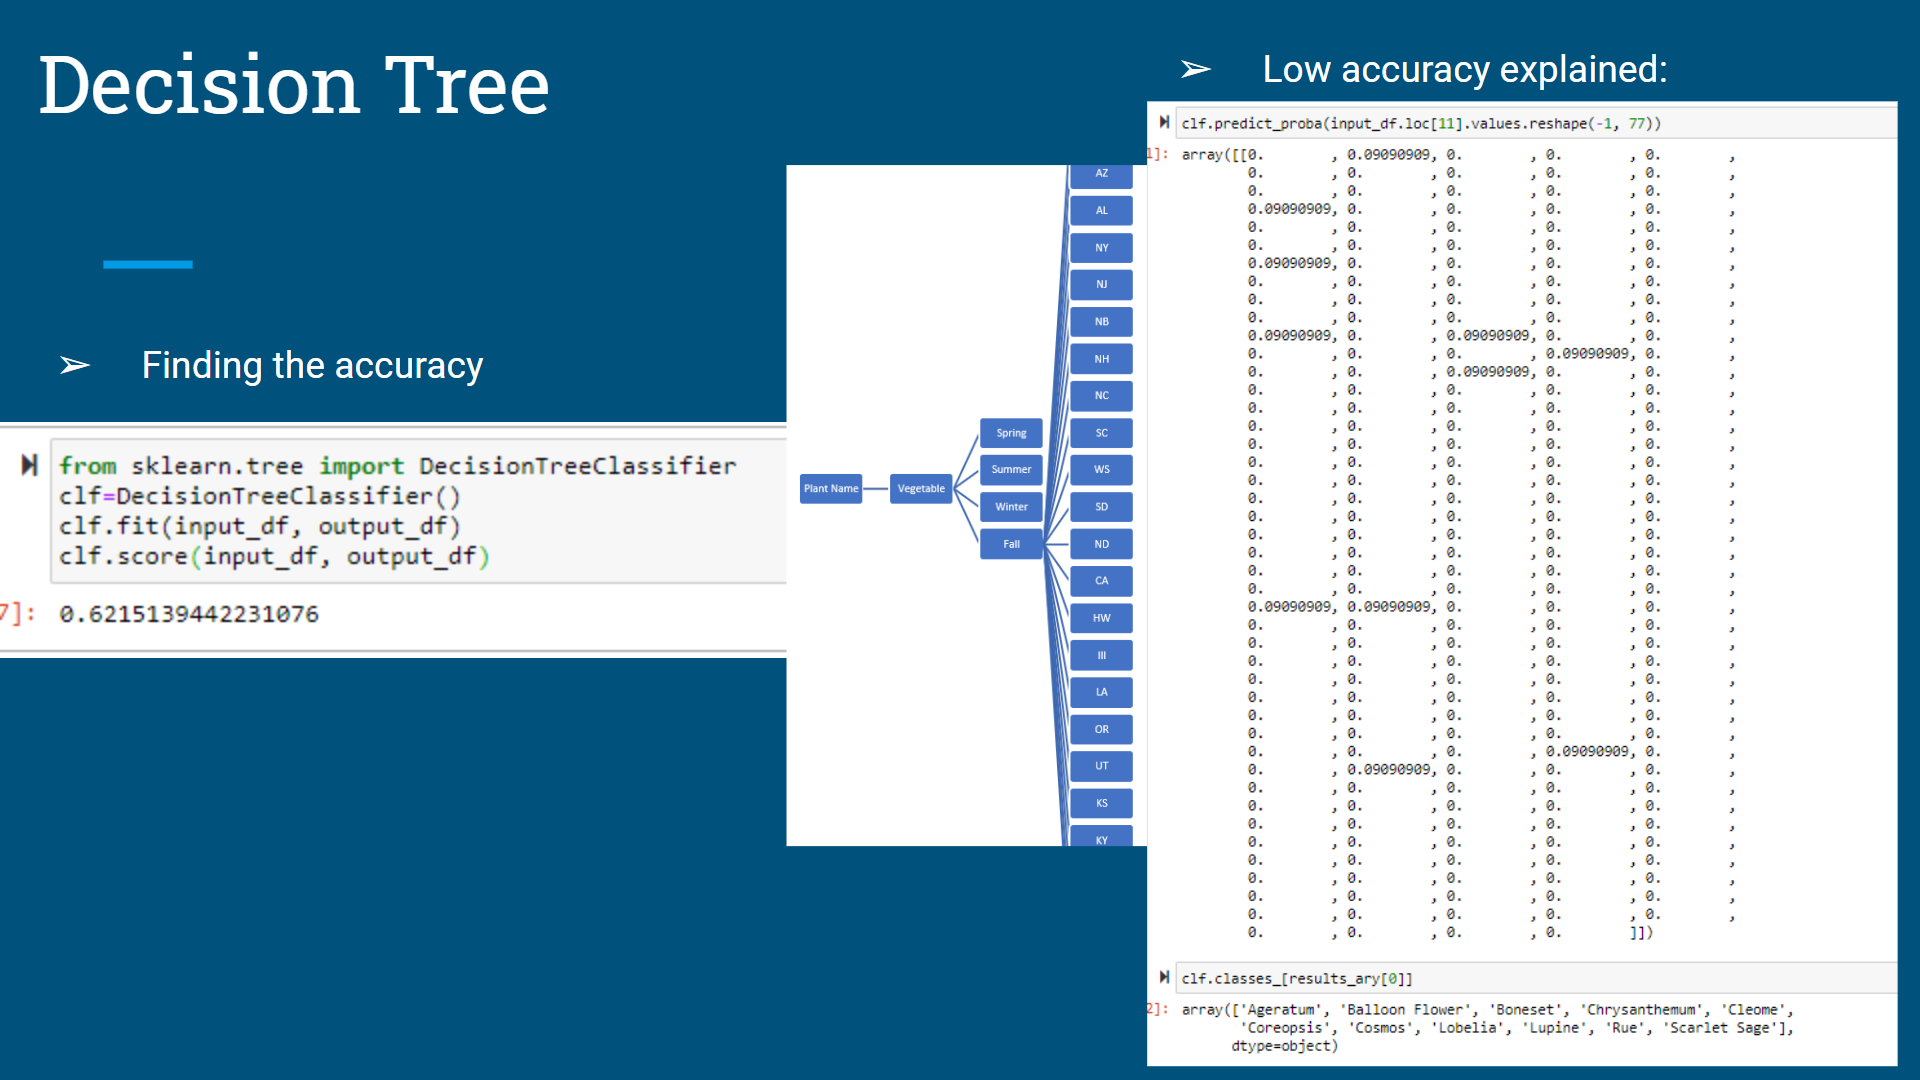 Decision Tree
➢ Finding the accuracy
from sklearn.tree import DecisionTreeClassifier
clf=DecisionTreeClassifier()
clf.fit(input_df, output_df)
clf.score(input_df, output_df)
7]: 0.6215139442231076
Plant Name
Vegetable
Spring
Summer
Winter
Fall
AZ
AL
NY
NJ
NB
NH
NC
SC
WS
SD
ND
CA
HW
III
LA
OR
UT
KS
KY
➢ Low accuracy explained:
clf.predict_proba(input_df.loc[11].values.reshape(-1, 77))
1]: array([[0. , 0.09090909, 0. , 0. , 0. ,
0. , 0. , 0. , 0. , 0. ,
0. , 0. , 0. , 0. , 0. ,
0.09090909, 0. , 0. , 0. , 0. ,
0. , 0. , 0. , 0. , 0. ,
0. , 0. , 0. , 0. , 0. ,
0.09090909, 0. , 0. , 0. , 0. ,
0. , 0. , 0. , 0. , 0. ,
0. , 0. , 0. , 0. , 0. ,
0. , 0. , 0. , 0. , 0. ,
0.09090909, 0. , 0.09090909, 0. , 0. ,
0. , 0. , 0. , 0.09090909, 0. ,
0. , 0. , 0.09090909, 0. , 0. ,
0. , 0. , 0. , 0. , 0. ,
0. , 0. , 0. , 0. , 0. ,
0. , 0. , 0. , 0. , 0. ,
0. , 0. , 0. , 0. , 0. ,
0. , 0. , 0. , 0. , 0. ,
0. , 0. , 0. , 0. , 0. ,
0. , 0. , 0. , 0. , 0. ,
0. , 0. , 0. , 0. , 0. ,
0. , 0. , 0. , 0. , 0. ,
0. , 0. , 0. , 0. , 0. ,
0. , 0. , 0. , 0. , 0. ,
0. , 0. , 0. , 0. , 0. ,
0.09090909, 0.09090909, 0. , 0. , 0. ,
0. , 0. , 0. , 0. , 0. ,
0. , 0. , 0. , 0. , 0. ,
0. , 0. , 0. , 0. , 0. ,
0. , 0. , 0. , 0. , 0. ,
0. , 0. , 0. , 0. , 0. ,
0. , 0. , 0. , 0. , 0. ,
0. , 0. , 0. , 0. , 0. ,
0. , 0. , 0. , 0.09090909, 0. ,
0. , 0.09090909, 0. , 0. , 0. ,
0. , 0. , 0. , 0. , 0. ,
0. , 0. , 0. , 0. , 0. ,
0. , 0. , 0. , 0. , 0. ,
0. , 0. , 0. , 0. , 0. ,
0. , 0. , 0. , 0. , 0. ,
0. , 0. , 0. , 0. , 0. ,
0. , 0. , 0. , 0. , 0. ,
0. , 0. , 0. , 0. , 0. ,
0. , 0. , 0. , 0. ]])
clf.classes_[results_ary[0]]
2]: array(['Ageratum', 'Balloon Flower', 'Boneset', 'Chrysanthemum', 'Cleome',
'Coreopsis', 'Cosmos', 'Lobelia', 'Lupine', 'Rue', 'Scarlet Sage'],
dtype=object)